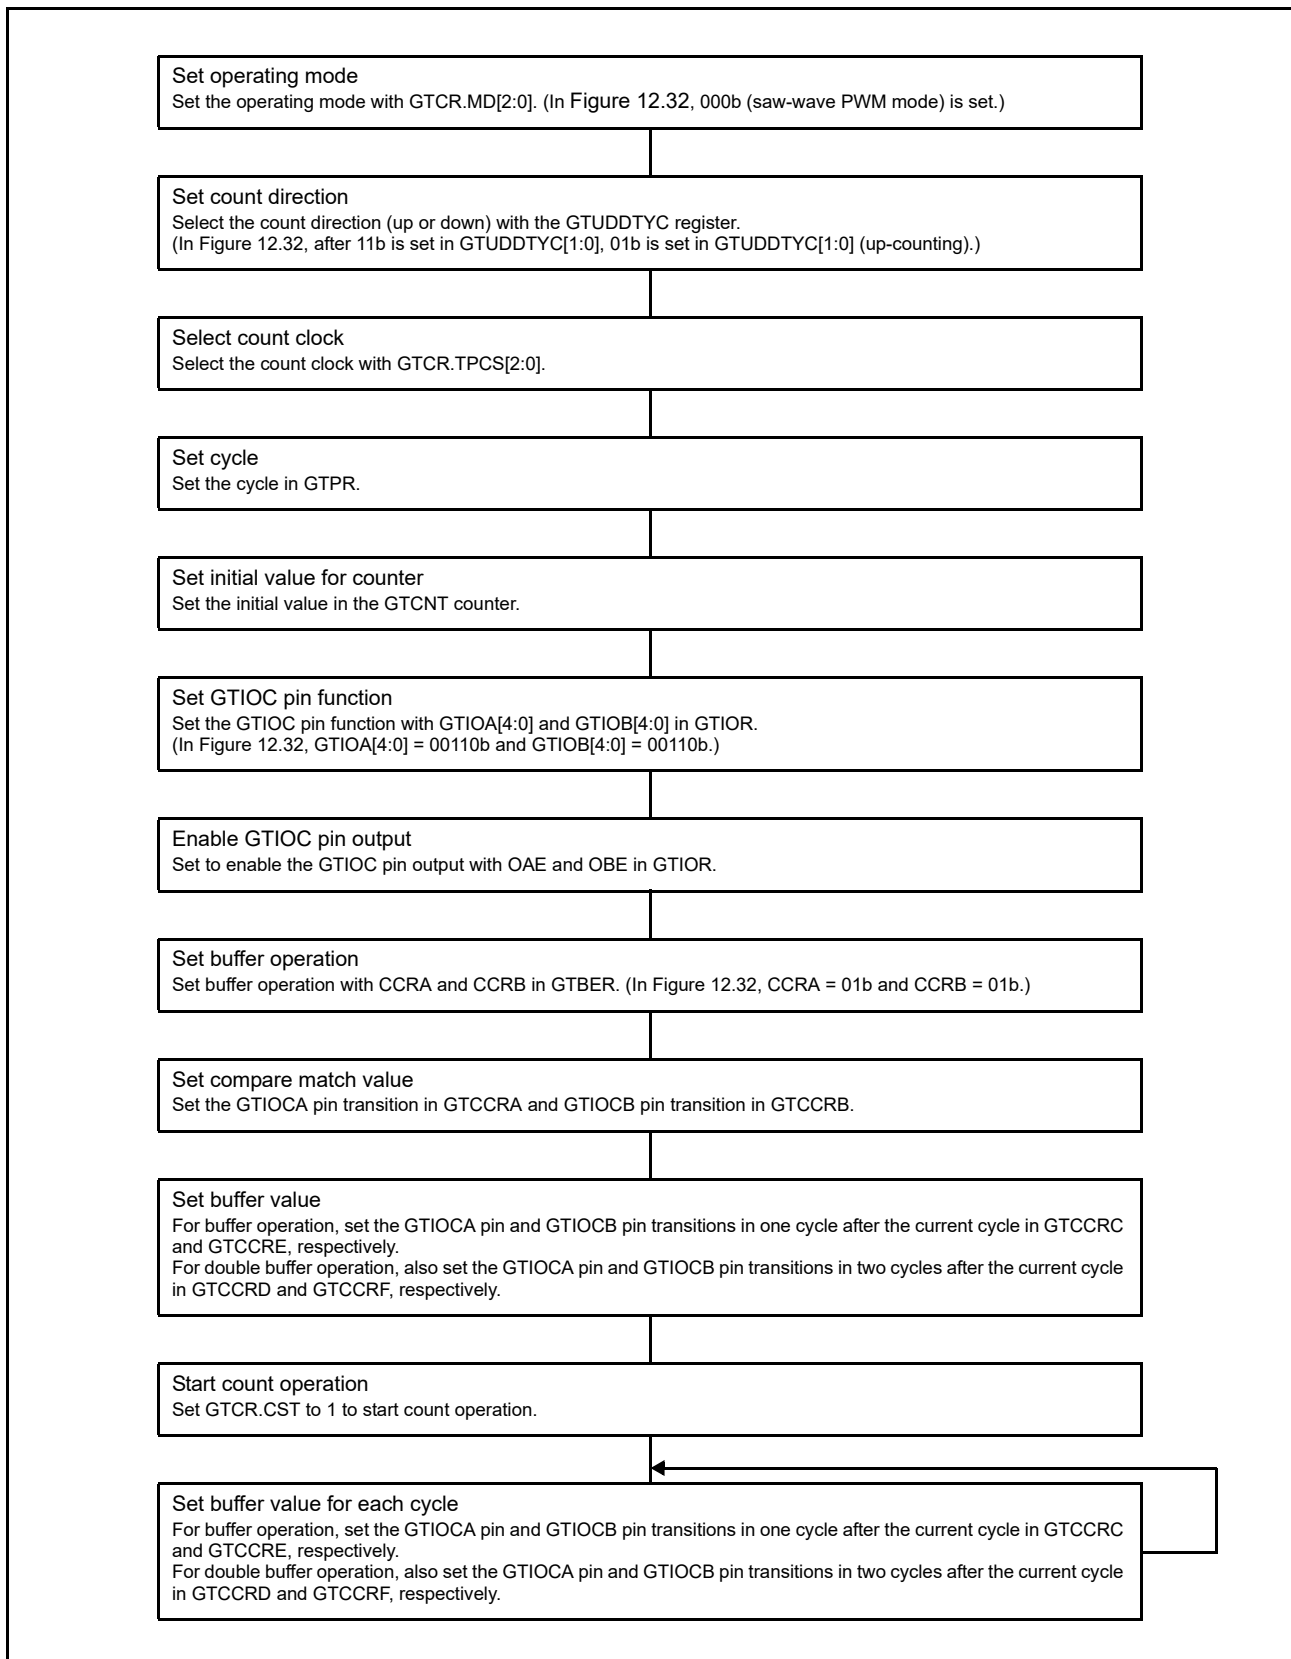 Set operating mode
Set the operating mode with GTCR.MD[2:0]. (In Figure 12.32, 000b (saw-wave PWM mode) is set.)
Set count direction
Select the count direction (up or down) with the GTUDDTYC register.
(In Figure 12.32, after 11b is set in GTUDDTYC[1:0], 01b is set in GTUDDTYC[1:0] (up-counting).)
Select count clock
Select the count clock with GTCR.TPCS[2:0].
Set cycle
Set the cycle in GTPR.
Set initial value for counter
Set the initial value in the GTCNT counter.
Set GTIOC pin function
Set the GTIOC pin function with GTIOA[4:0] and GTIOB[4:0] in GTIOR.
(In Figure 12.32, GTIOA[4:0] = 00110b and GTIOB[4:0] = 00110b.)
Enable GTIOC pin output
Set to enable the GTIOC pin output with OAE and OBE in GTIOR.
Set buffer operation
Set buffer operation with CCRA and CCRB in GTBER. (In Figure 12.32, CCRA = 01b and CCRB = 01b.)
Set compare match value
Set the GTIOCA pin transition in GTCCRA and GTIOCB pin transition in GTCCRB.
Set buffer value
For buffer operation, set the GTIOCA pin and GTIOCB pin transitions in one cycle after the current cycle in GTCCRC
and GTCCRE, respectively.
For double buffer operation, also set the GTIOCA pin and GTIOCB pin transitions in two cycles after the current cycle
in GTCCRD and GTCCRF, respectively.
Start count operation
Set GTCR.CST to 1 to start count operation.
Set buffer value for each cycle
For buffer operation, set the GTIOCA pin and GTIOCB pin transitions in one cycle after the current cycle in GTCCRC
and GTCCRE, respectively.
For double buffer operation, also set the GTIOCA pin and GTIOCB pin transitions in two cycles after the current cycle
in GTCCRD and GTCCRF, respectively.